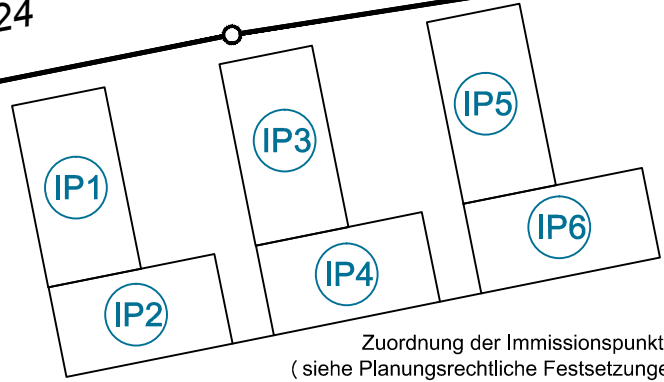 24
IP1
IP3
IP5
IP2
IP4
IP6
Zuordnung der Immissionspunkt
( siehe Planungsrechtliche Festsetzunge